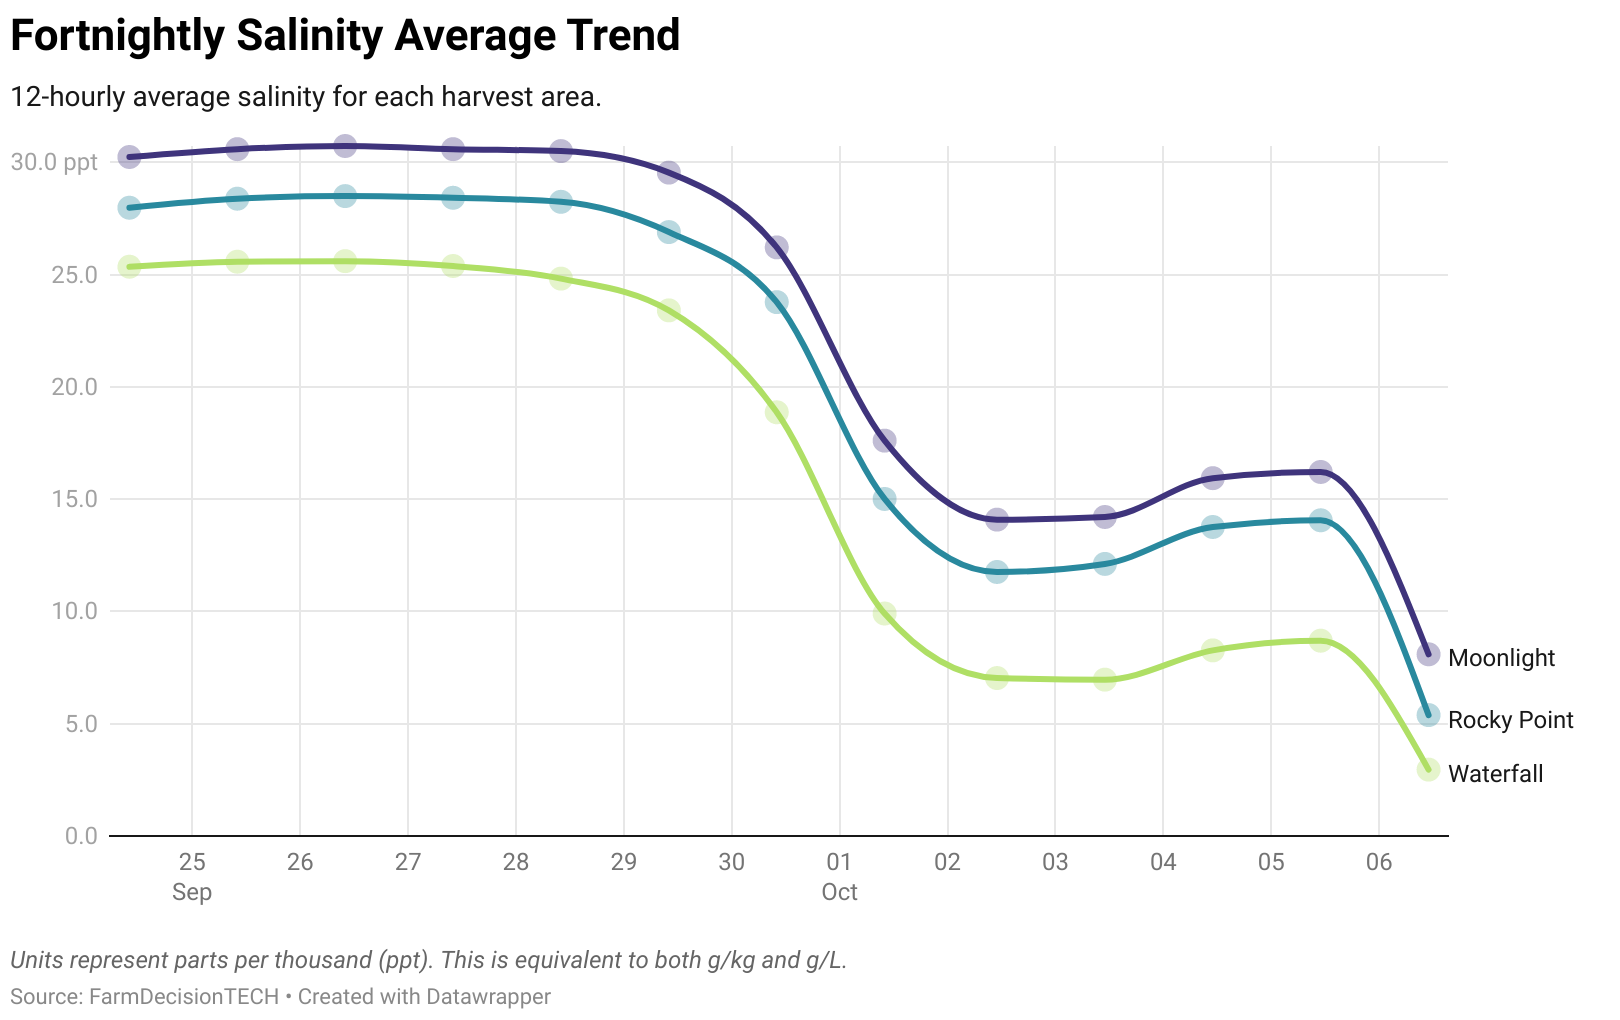 Fortnightly Salinity Average Trend
12-hourly average salinity for each harvest area.
30.0 ppt
25.0
20.0
15.0
10.0
5.0
0.0
Moonlight
Rocky Point
Waterfall
25 26 27 28 29 30 01 02 03 04 05 06
Sep Oct
Units represent parts per thousand (ppt). This is equivalent to both g/kg and g/L.
Source: FarmDecisionTECH • Created with Datawrapper